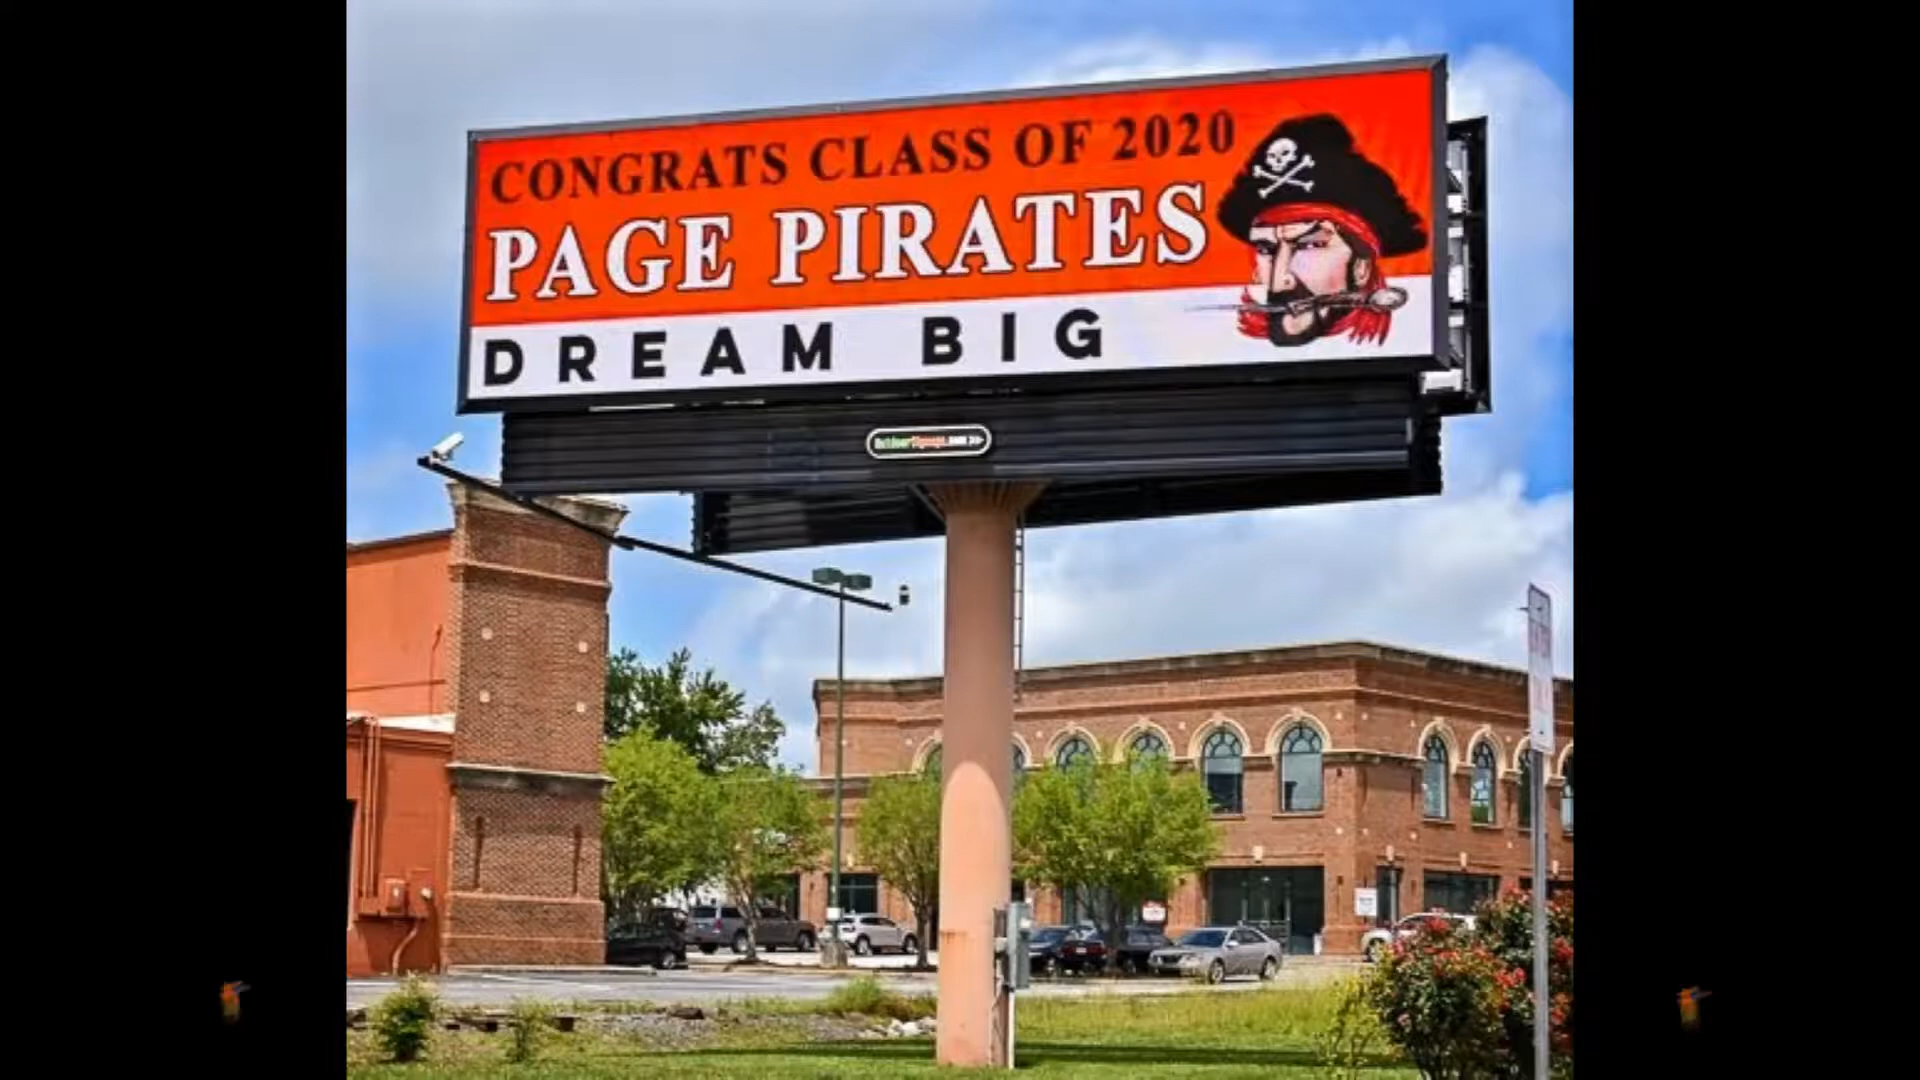 CONGRATS CLASS OF 2020
PAGE PIRATES
DREAM BIG